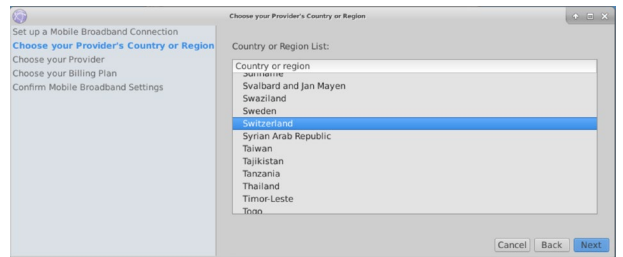 Choose your Provider's Country or Region
Set up a Mobile Broadband Connection
Choose your Provider's Country or Region
Choose your Provider
Choose your Billing Plan
Confirm Mobile Broadband Settings
Country or Region List:
Country or region
Suriname
Svalbard and Jan Mayen
Swaziland
Sweden
Switzerland
Syrian Arab Republic
Taiwan
Tajikistan
Tanzania
Thailand
Timor-Leste
Togo
Cancel Back Next